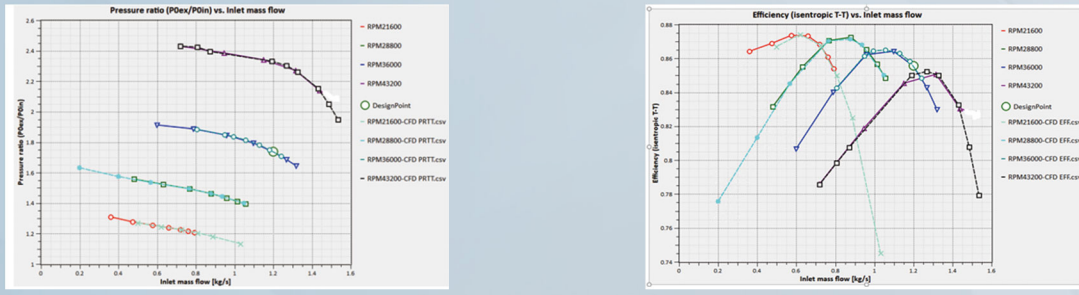 Pressure ratio (P0ex/P0in) vs. Inlet mass flow
Pressure ratio (P0ex/P0in)
2.6
2.4
2.2
2
1.8
1.6
1.4
1.2
1
0
0.2
0.4
0.6
0.8
1
1.2
1.4
1.6
Inlet mass flow [kg/s]
RPM21600
RPM28800
RPM36000
RPM43200
DesignPoint
RPM21600-CFD PRTT.csv
RPM28800-CFD PRTT.csv
RPM36000-CFD PRTT.csv
RPM43200-CFD PRTT.csv
Efficiency (isentropic T-T) vs. Inlet mass flow
Efficiency (isentropic T-T)
0.88
0.86
0.84
0.82
0.8
0.78
0.76
0.74
0
0.2
0.4
0.6
0.8
1
1.2
1.4
1.6
Inlet mass flow [kg/s]
RPM21600
RPM28800
RPM36000
RPM43200
DesignPoint
RPM21600-CFD EFF.csv
RPM28800-CFD EFF.csv
RPM36000-CFD EFF.csv
RPM43200-CFD EFF.csv